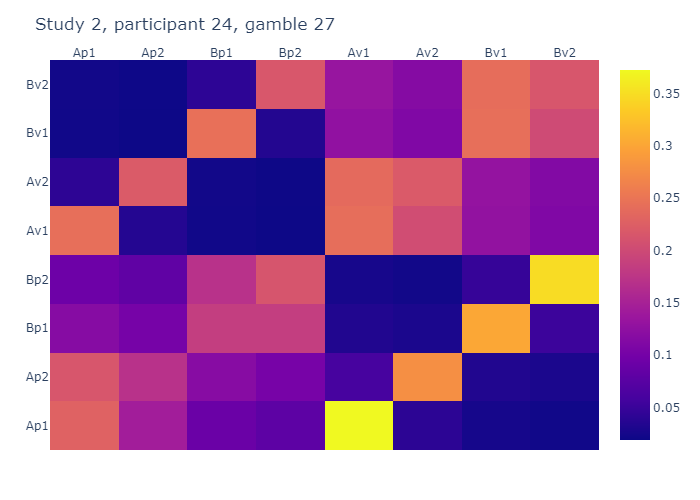 Study 2, participant 24, gamble 27
Ap1 Ap2 Bp1 Bp2 Av1 Av2 Bv1 Bv2
Bv2
Bv1
Av2
Av1
Bp2
Bp1
Ap2
Ap1
0.35
0.3
0.25
0.2
0.15
0.1
0.05